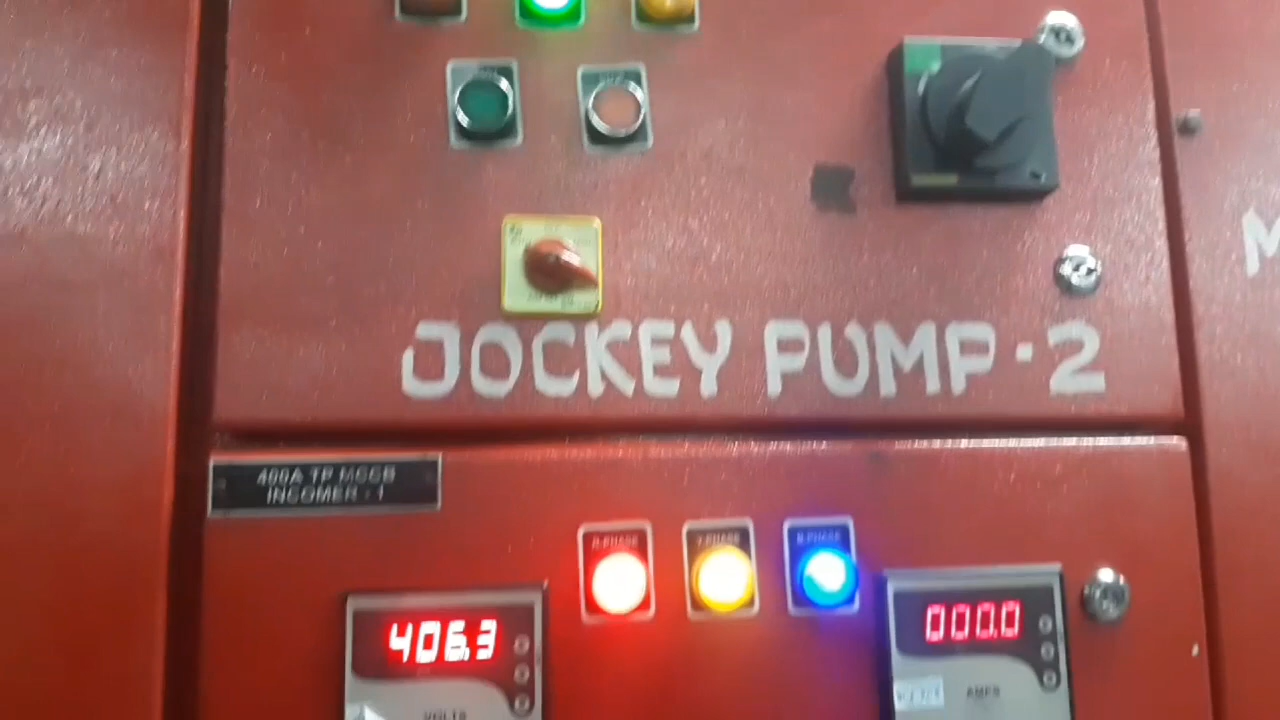 JOCKEY PUMP - 2
M
400A TP MCCB
INCOMER - 1
R-PHASE
Y-PHASE
B-PHASE
406.3
000.0
VOLTS
AMPS